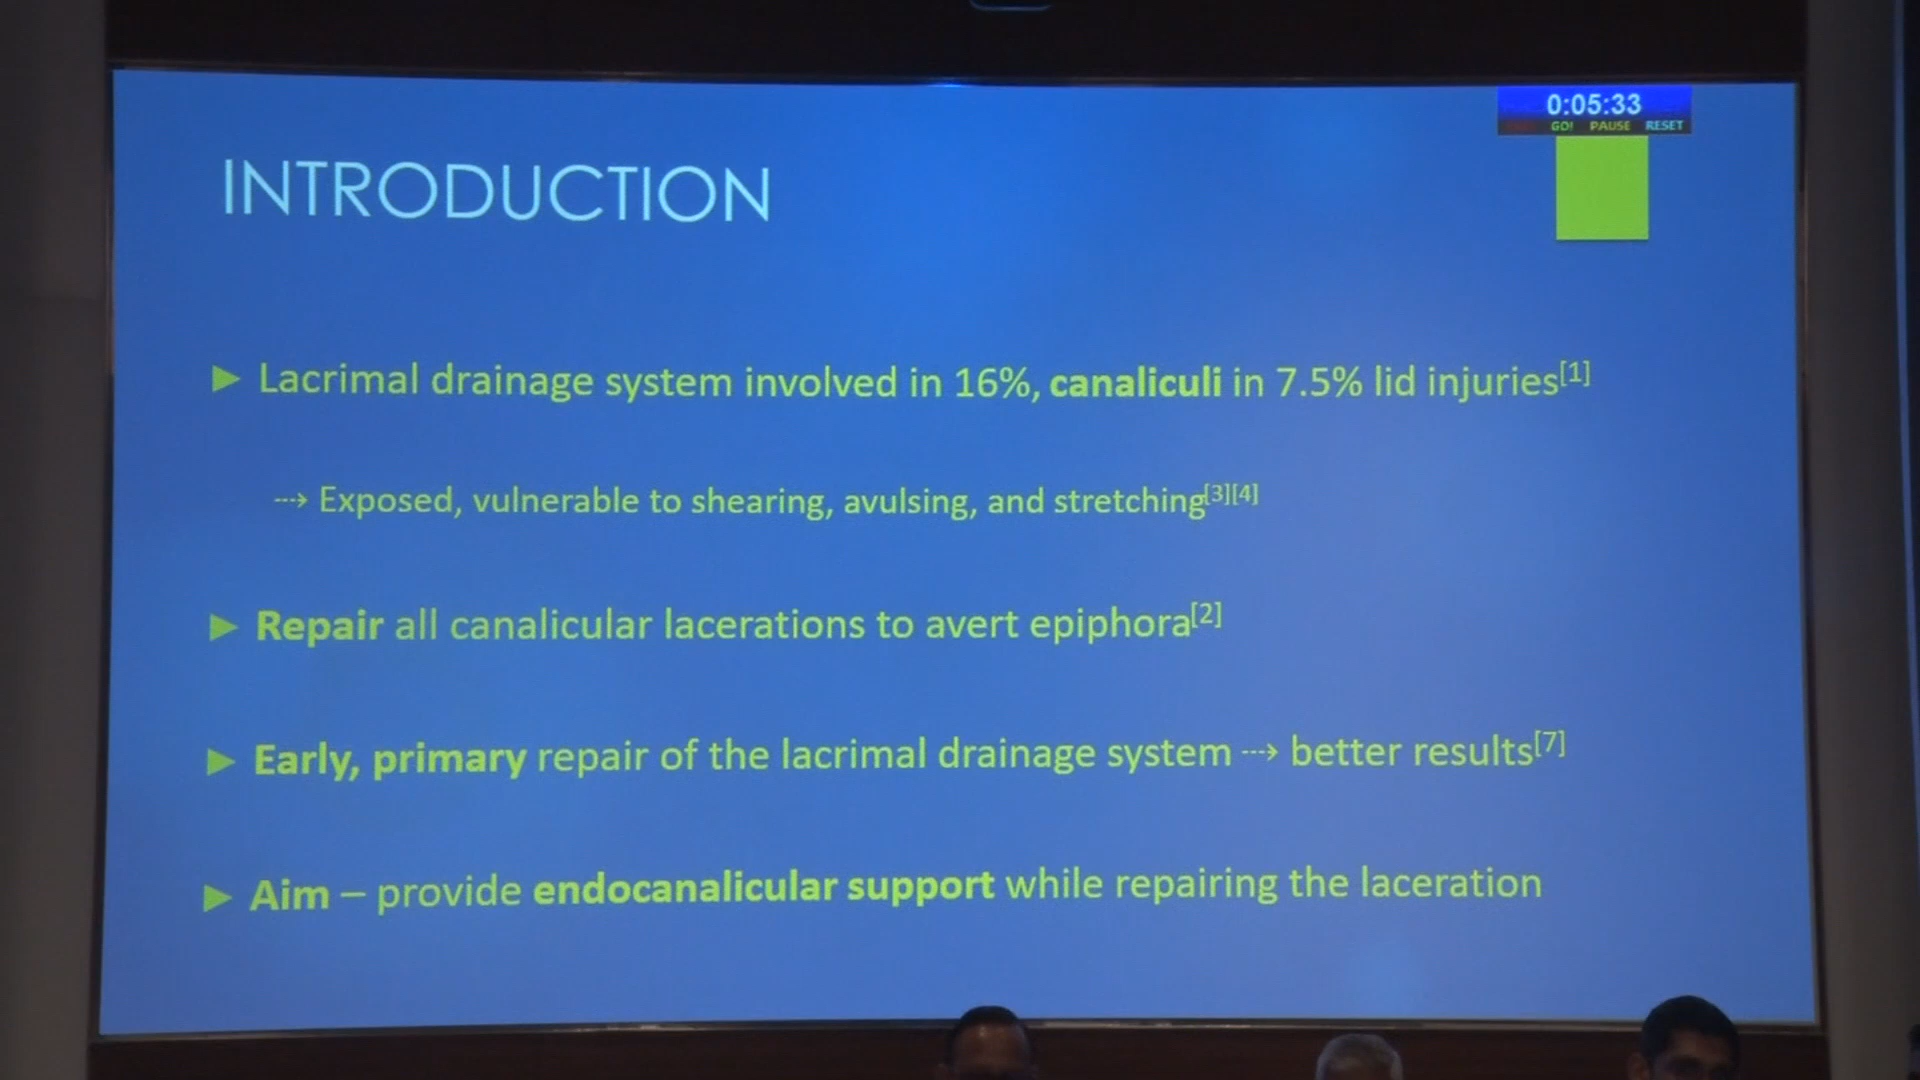 0:05:33
GO! PAUSE RESET
INTRODUCTION
► Lacrimal drainage system involved in 16%, canaliculi in 7.5% lid injuries[1]
⤏ Exposed, vulnerable to shearing, avulsing, and stretching[3][4]
► Repair all canalicular lacerations to avert epiphora[2]
► Early, primary repair of the lacrimal drainage system ⤏ better results[7]
► Aim – provide endocanalicular support while repairing the laceration